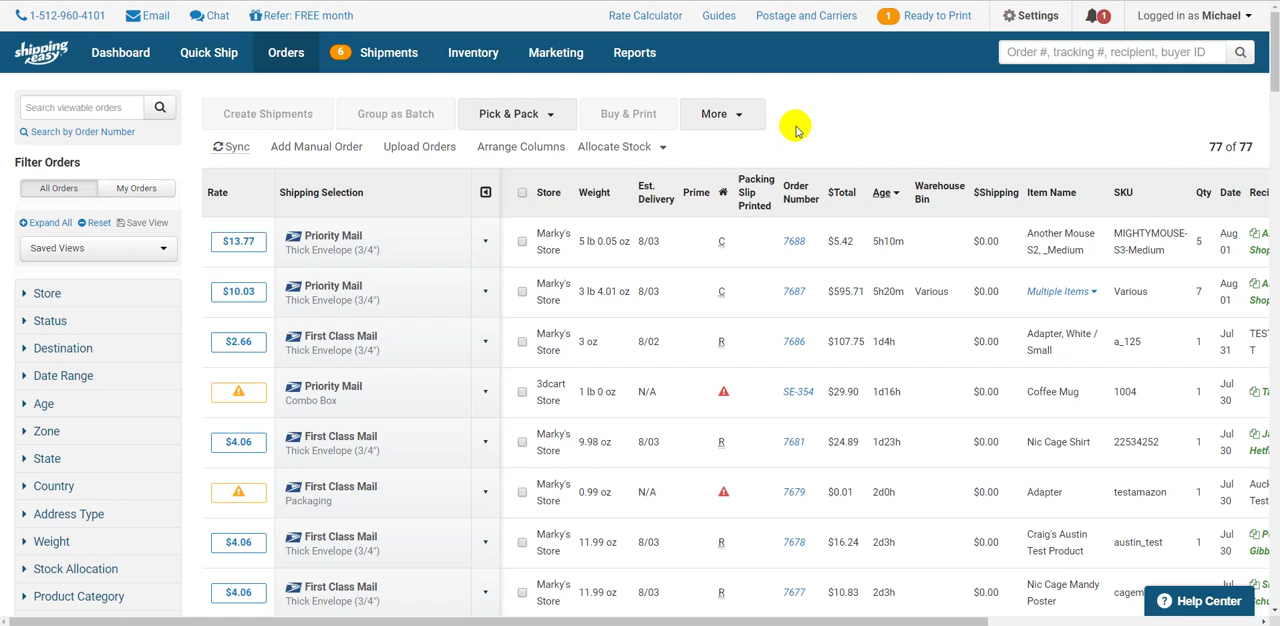 1-512-960-4101 Email Chat Refer: FREE month Rate Calculator Guides Postage and Carriers 1 Ready to Print Settings 1 Logged in as Michael
shipping easy Dashboard Quick Ship Orders 6 Shipments Inventory Marketing Reports Order #, tracking #, recipient, buyer ID
Search viewable orders
Search by Order Number
Filter Orders
All Orders My Orders
Expand All Reset Save View
Saved Views
Store
Status
Destination
Date Range
Age
Zone
State
Country
Address Type
Weight
Stock Allocation
Product Category
Create Shipments Group as Batch Pick & Pack Buy & Print More
Sync Add Manual Order Upload Orders Arrange Columns Allocate Stock 77 of 77
Rate Shipping Selection Store Weight Est. Delivery Prime Packing Slip Printed Order Number $Total Age Warehouse Bin $Shipping Item Name SKU Qty Date
$13.77 Priority Mail Thick Envelope (3/4") Marky's Store 5 lb 0.05 oz 8/03 C 7688 $5.42 5h10m $0.00 Another Mouse S2, _Medium MIGHTYMOUSE-S3-Medium 5 Aug 01
$10.03 Priority Mail Thick Envelope (3/4") Marky's Store 3 lb 4.01 oz 8/03 C 7687 $595.71 5h20m Various $0.00 Multiple Items Various 7 Aug 01
$2.66 First Class Mail Thick Envelope (3/4") Marky's Store 3 oz 8/02 R 7686 $107.75 1d4h $0.00 Adapter, White / Small a_125 1 Jul 31
Priority Mail Combo Box 3dcart Store 1 lb 0 oz N/A SE-354 $29.90 1d16h $0.00 Coffee Mug 1004 1 Jul 30
$4.06 First Class Mail Thick Envelope (3/4") Marky's Store 9.98 oz 8/03 R 7681 $24.89 1d23h $0.00 Nic Cage Shirt 22534252 1 Jul 30
First Class Mail Packaging Marky's Store 0.99 oz N/A 7679 $0.01 2d0h $0.00 Adapter testamazon 1 Jul 30
$4.06 First Class Mail Thick Envelope (3/4") Marky's Store 11.99 oz 8/03 R 7678 $16.24 2d3h $0.00 Craig's Austin Test Product austin_test 1 Jul 30
$4.06 First Class Mail Thick Envelope (3/4") Marky's Store 11.99 oz 8/03 R 7677 $10.83 2d3h $0.00 Nic Cage Mandy Poster
Help Center